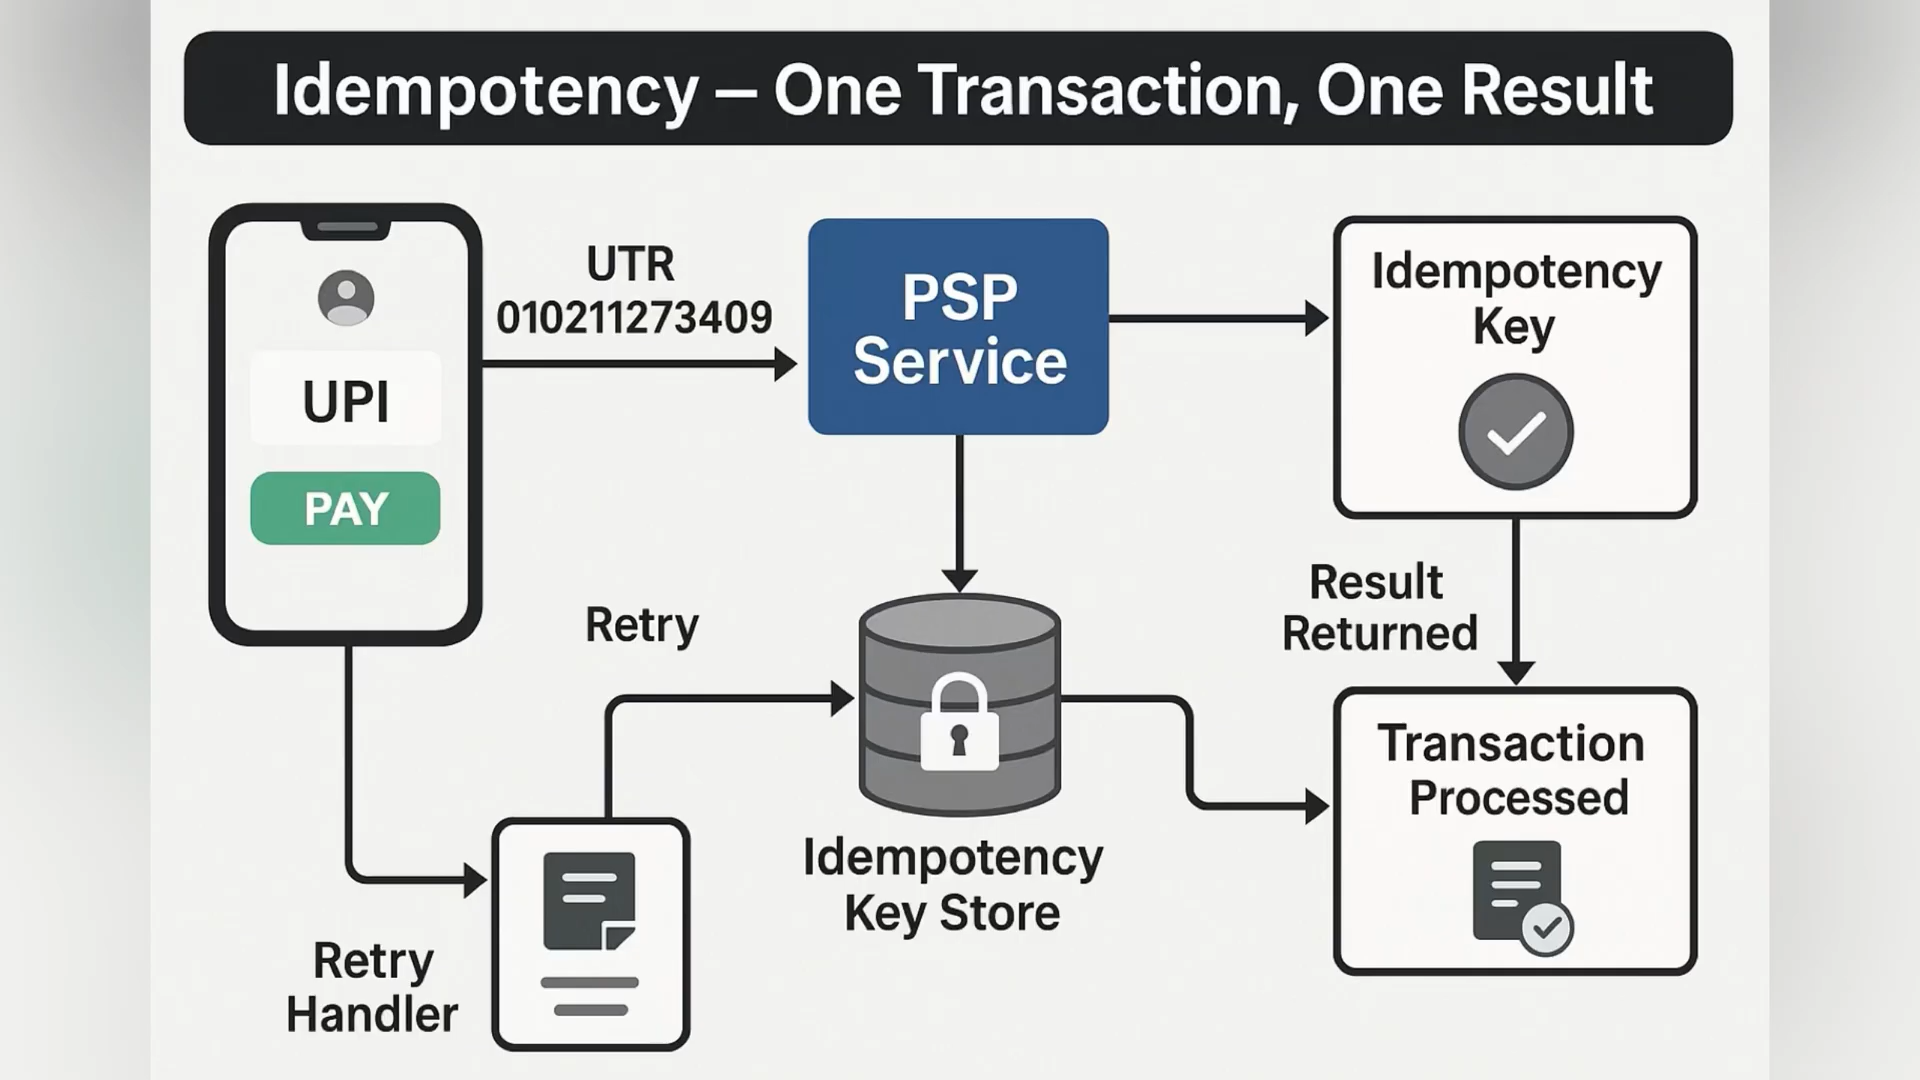 Idempotency – One Transaction, One Result
UTR
010211273409
UPI
PAY
PSP
Service
Idempotency
Key
Retry
Result
Returned
Transaction
Processed
Idempotency
Key Store
Retry
Handler